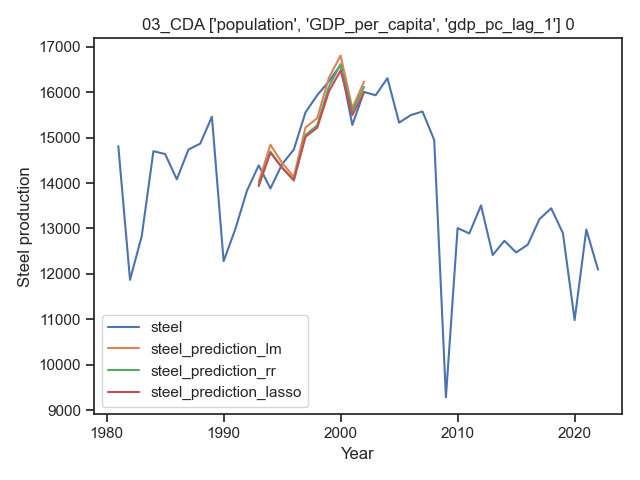 03_CDA ['population', 'GDP_per_capita', 'gdp_pc_lag_1'] 0
17000
16000
15000
14000
13000
12000
11000
10000
9000
Steel production
steel
steel_prediction_lm
steel_prediction_rr
steel_prediction_lasso
1980 1990 2000 2010 2020
Year